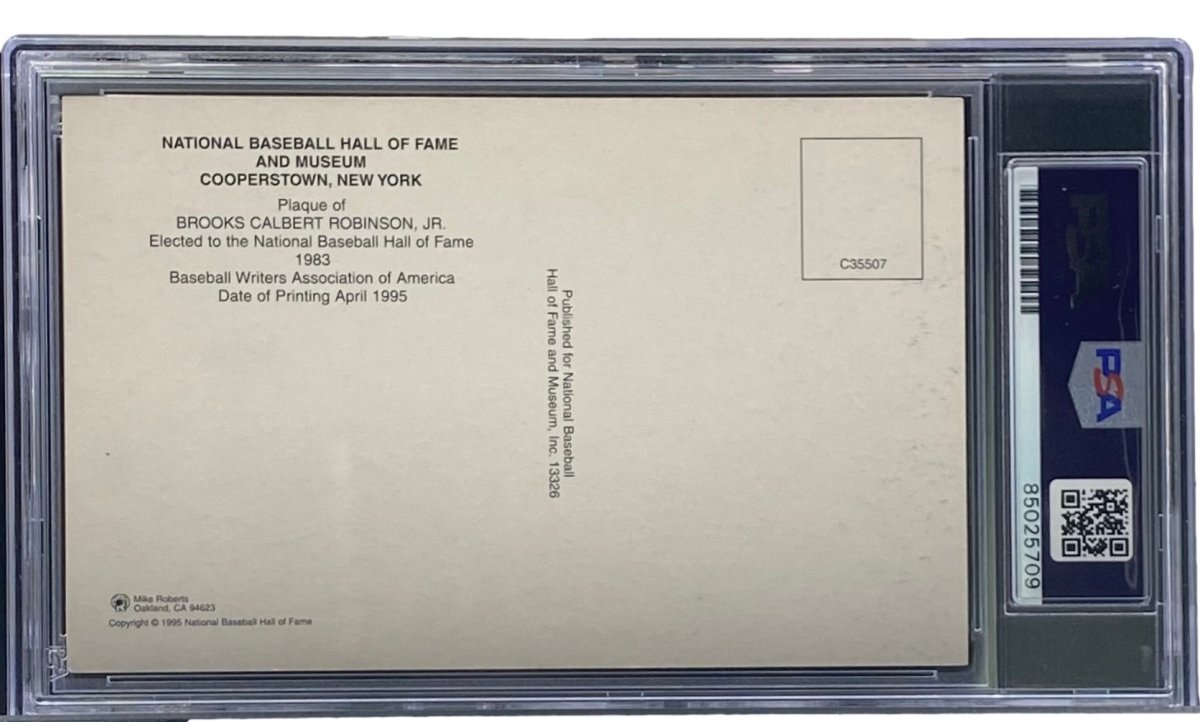 NATIONAL BASEBALL HALL OF FAME
AND MUSEUM
COOPERSTOWN, NEW YORK
Plaque of
BROOKS CALBERT ROBINSON, JR.
Elected to the National Baseball Hall of Fame
1983
Baseball Writers Association of America
Date of Printing April 1995
Published for National Baseball
Hall of Fame and Museum, Inc. 13326
C35507
Mike Roberts
Oakland, CA 94623
Copyright © 1995 National Baseball Hall of Fame
PSA
PSA
85025709